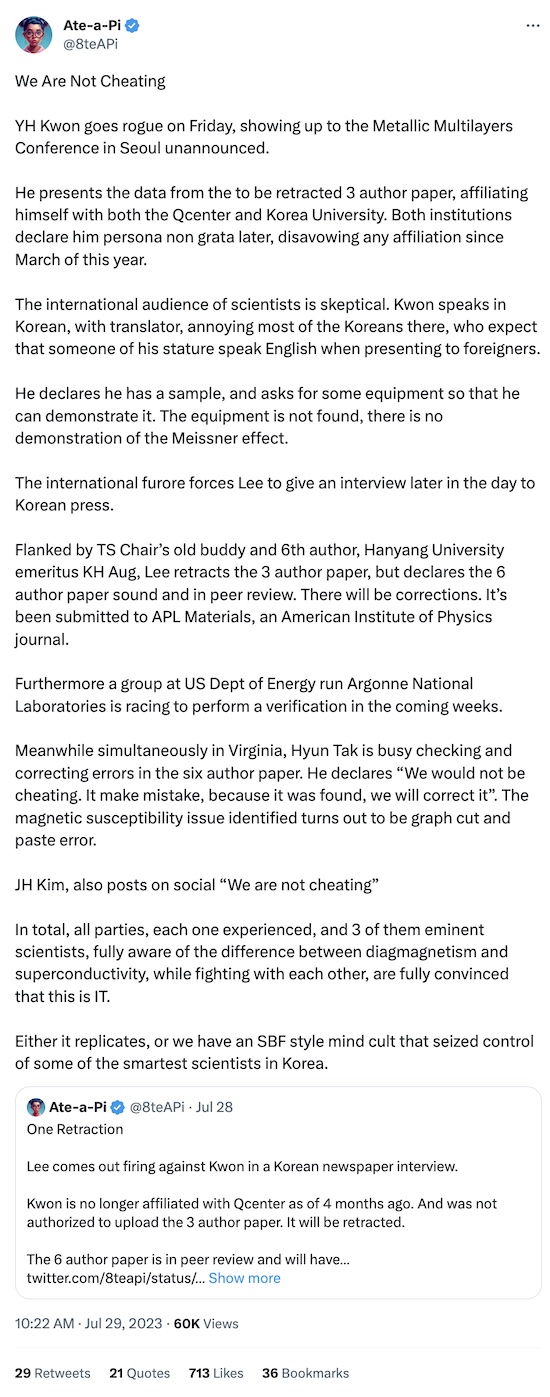 Ate-a-Pi
@8teAPi
We Are Not Cheating
YH Kwon goes rogue on Friday, showing up to the Metallic Multilayers
Conference in Seoul unannounced.
He presents the data from the to be retracted 3 author paper, affiliating
himself with both the Qcenter and Korea University. Both institutions
declare him persona non grata later, disavowing any affiliation since
March of this year.
The international audience of scientists is skeptical. Kwon speaks in
Korean, with translator, annoying most of the Koreans there, who expect
that someone of his stature speak English when presenting to foreigners.
He declares he has a sample, and asks for some equipment so that he
can demonstrate it. The equipment is not found, there is no
demonstration of the Meissner effect.
The international furore forces Lee to give an interview later in the day to
Korean press.
Flanked by TS Chair’s old buddy and 6th author, Hanyang University
emeritus KH Aug, Lee retracts the 3 author paper, but declares the 6
author paper sound and in peer review. There will be corrections. It’s
been submitted to APL Materials, an American Institute of Physics
journal.
Furthermore a group at US Dept of Energy run Argonne National
Laboratories is racing to perform a verification in the coming weeks.
Meanwhile simultaneously in Virginia, Hyun Tak is busy checking and
correcting errors in the six author paper. He declares “We would not be
cheating. It make mistake, because it was found, we will correct it”. The
magnetic susceptibility issue identified turns out to be graph cut and
paste error.
JH Kim, also posts on social “We are not cheating”
In total, all parties, each one experienced, and 3 of them eminent
scientists, fully aware of the difference between diagmagnetism and
superconductivity, while fighting with each other, are fully convinced
that this is IT.
Either it replicates, or we have an SBF style mind cult that seized control
of some of the smartest scientists in Korea.
Ate-a-Pi @8teAPi · Jul 28
One Retraction
Lee comes out firing against Kwon in a Korean newspaper interview.
Kwon is no longer affiliated with Qcenter as of 4 months ago. And was not
authorized to upload the 3 author paper. It will be retracted.
The 6 author paper is in peer review and will have...
twitter.com/8teapi/status/... Show more
10:22 AM · Jul 29, 2023 · 60K Views
29 Retweets 21 Quotes 713 Likes 36 Bookmarks